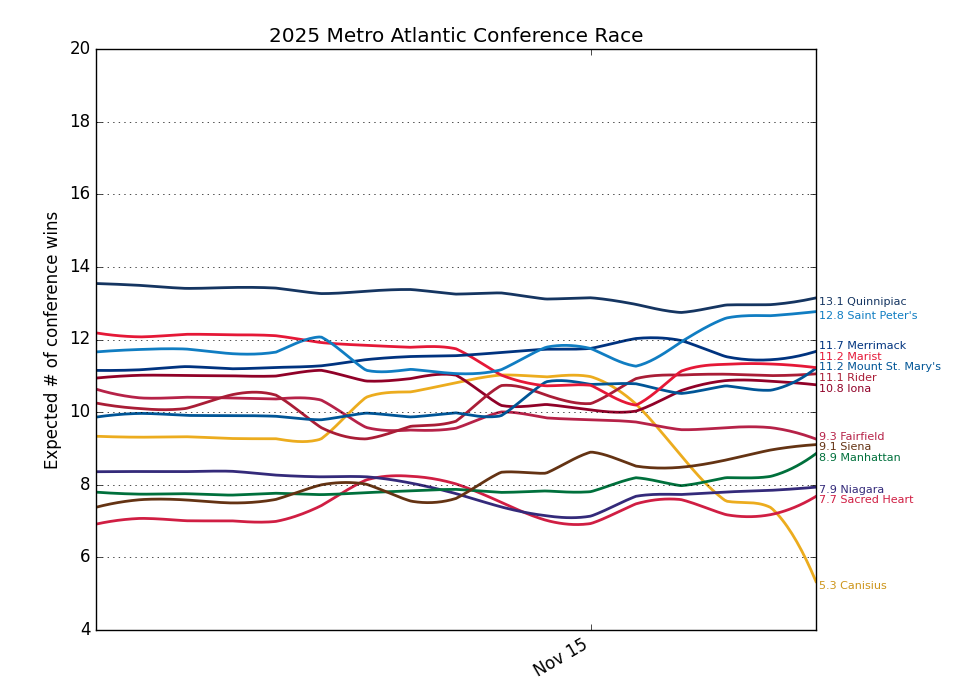 2025 Metro Atlantic Conference Race
Expected # of conference wins
20
18
16
14
12
10
8
6
4
Nov 15
13.1 Quinnipiac
12.8 Saint Peter's
11.7 Merrimack
11.2 Marist
11.2 Mount St. Mary's
11.1 Rider
10.8 Iona
9.3 Fairfield
9.1 Siena
8.9 Manhattan
7.9 Niagara
7.7 Sacred Heart
5.3 Canisius